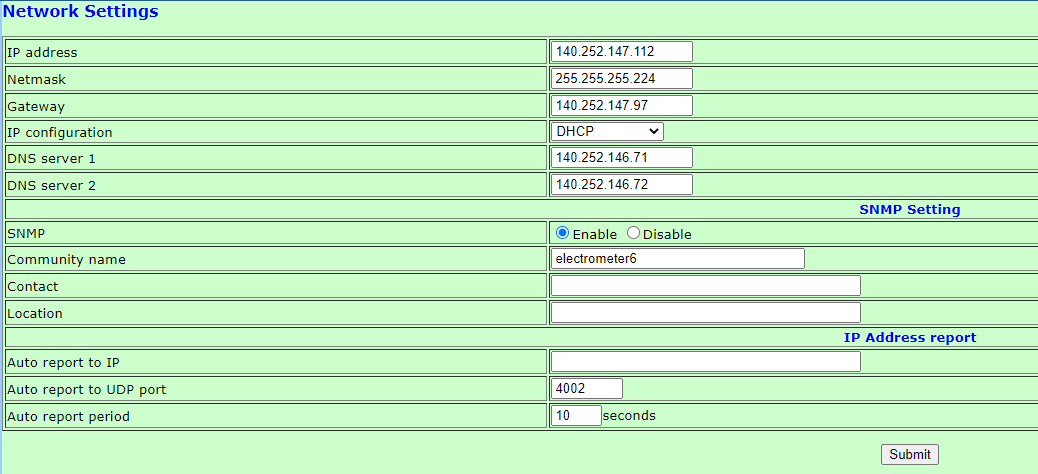 Network Settings
IP address 140.252.147.112
Netmask 255.255.255.224
Gateway 140.252.147.97
IP configuration DHCP
DNS server 1 140.252.146.71
DNS server 2 140.252.146.72
SNMP Setting
SNMP Enable Disable
Community name electrometer6
Contact
Location
IP Address report
Auto report to IP
Auto report to UDP port 4002
Auto report period 10 seconds
Submit